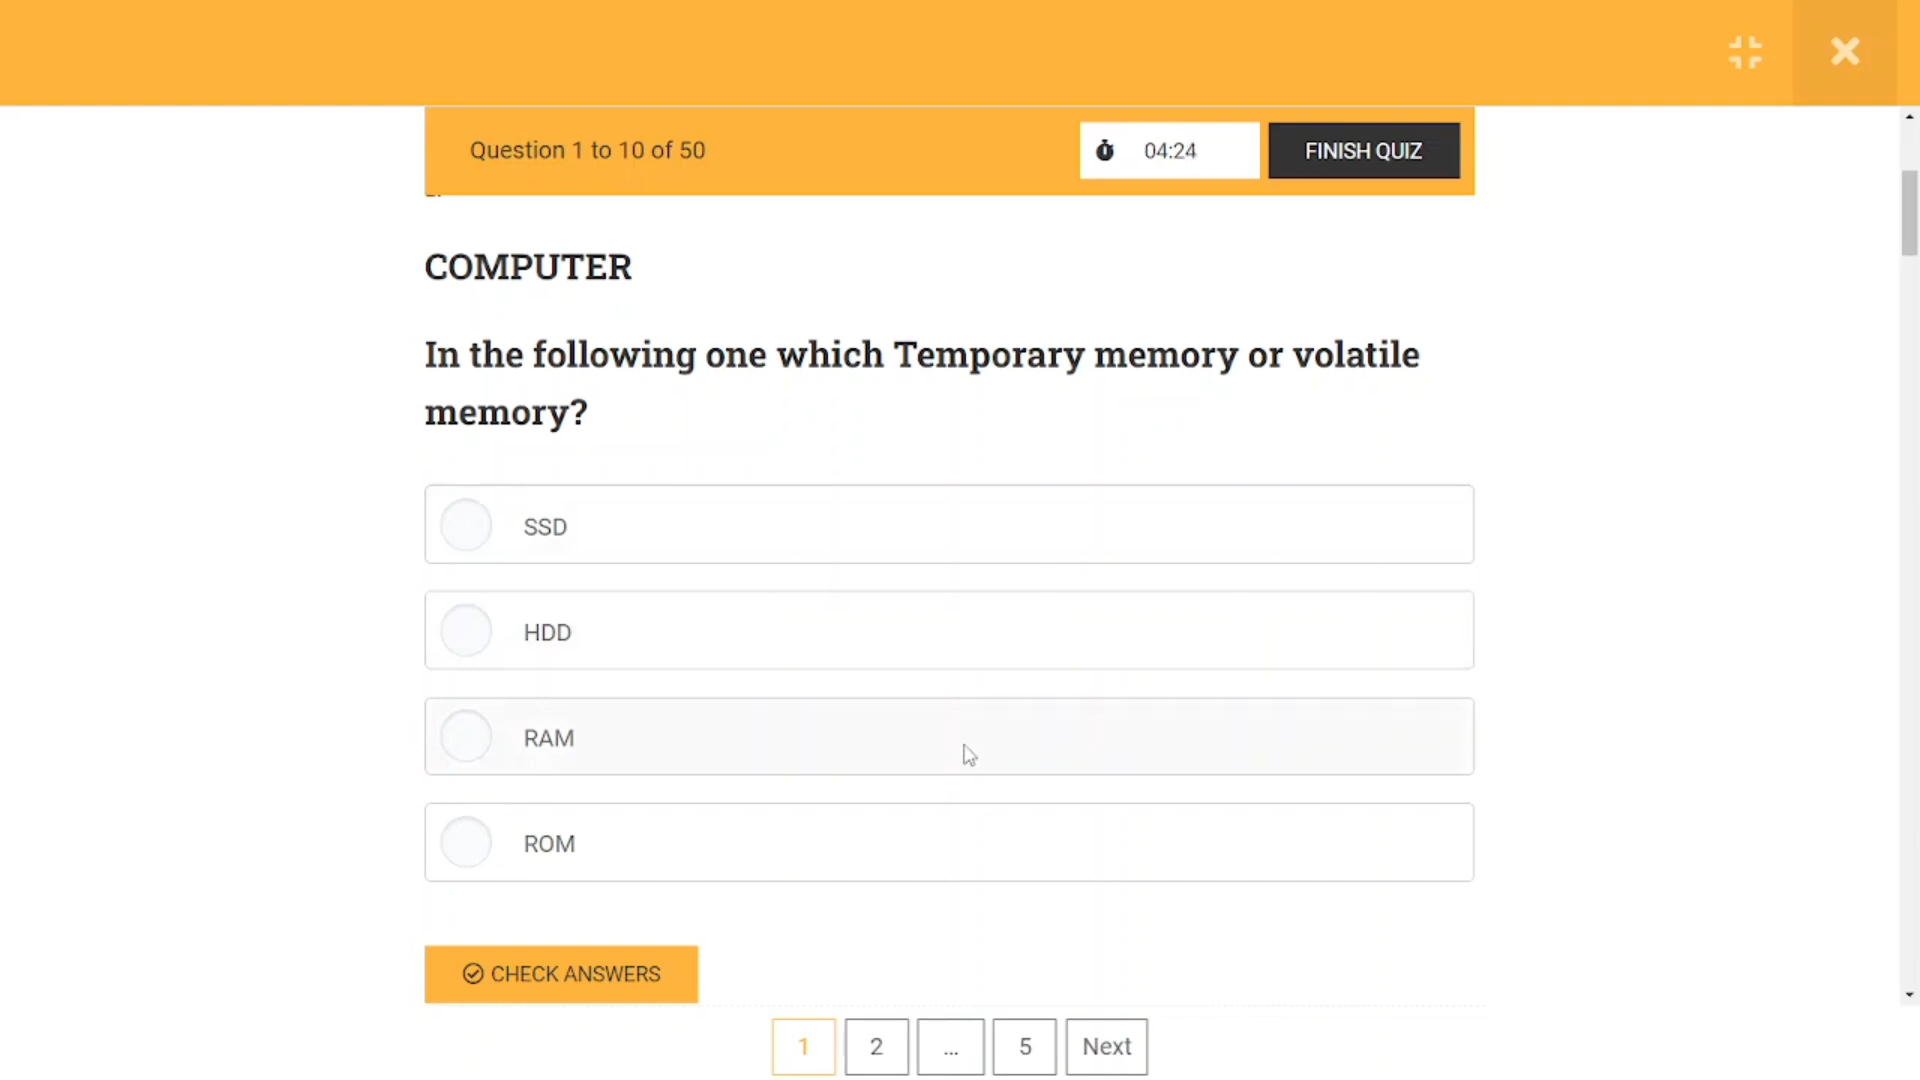 Question 1 to 10 of 50
04:24
FINISH QUIZ
COMPUTER
In the following one which Temporary memory or volatile
memory?
SSD
HDD
RAM
ROM
CHECK ANSWERS
1 2 ... 5 Next